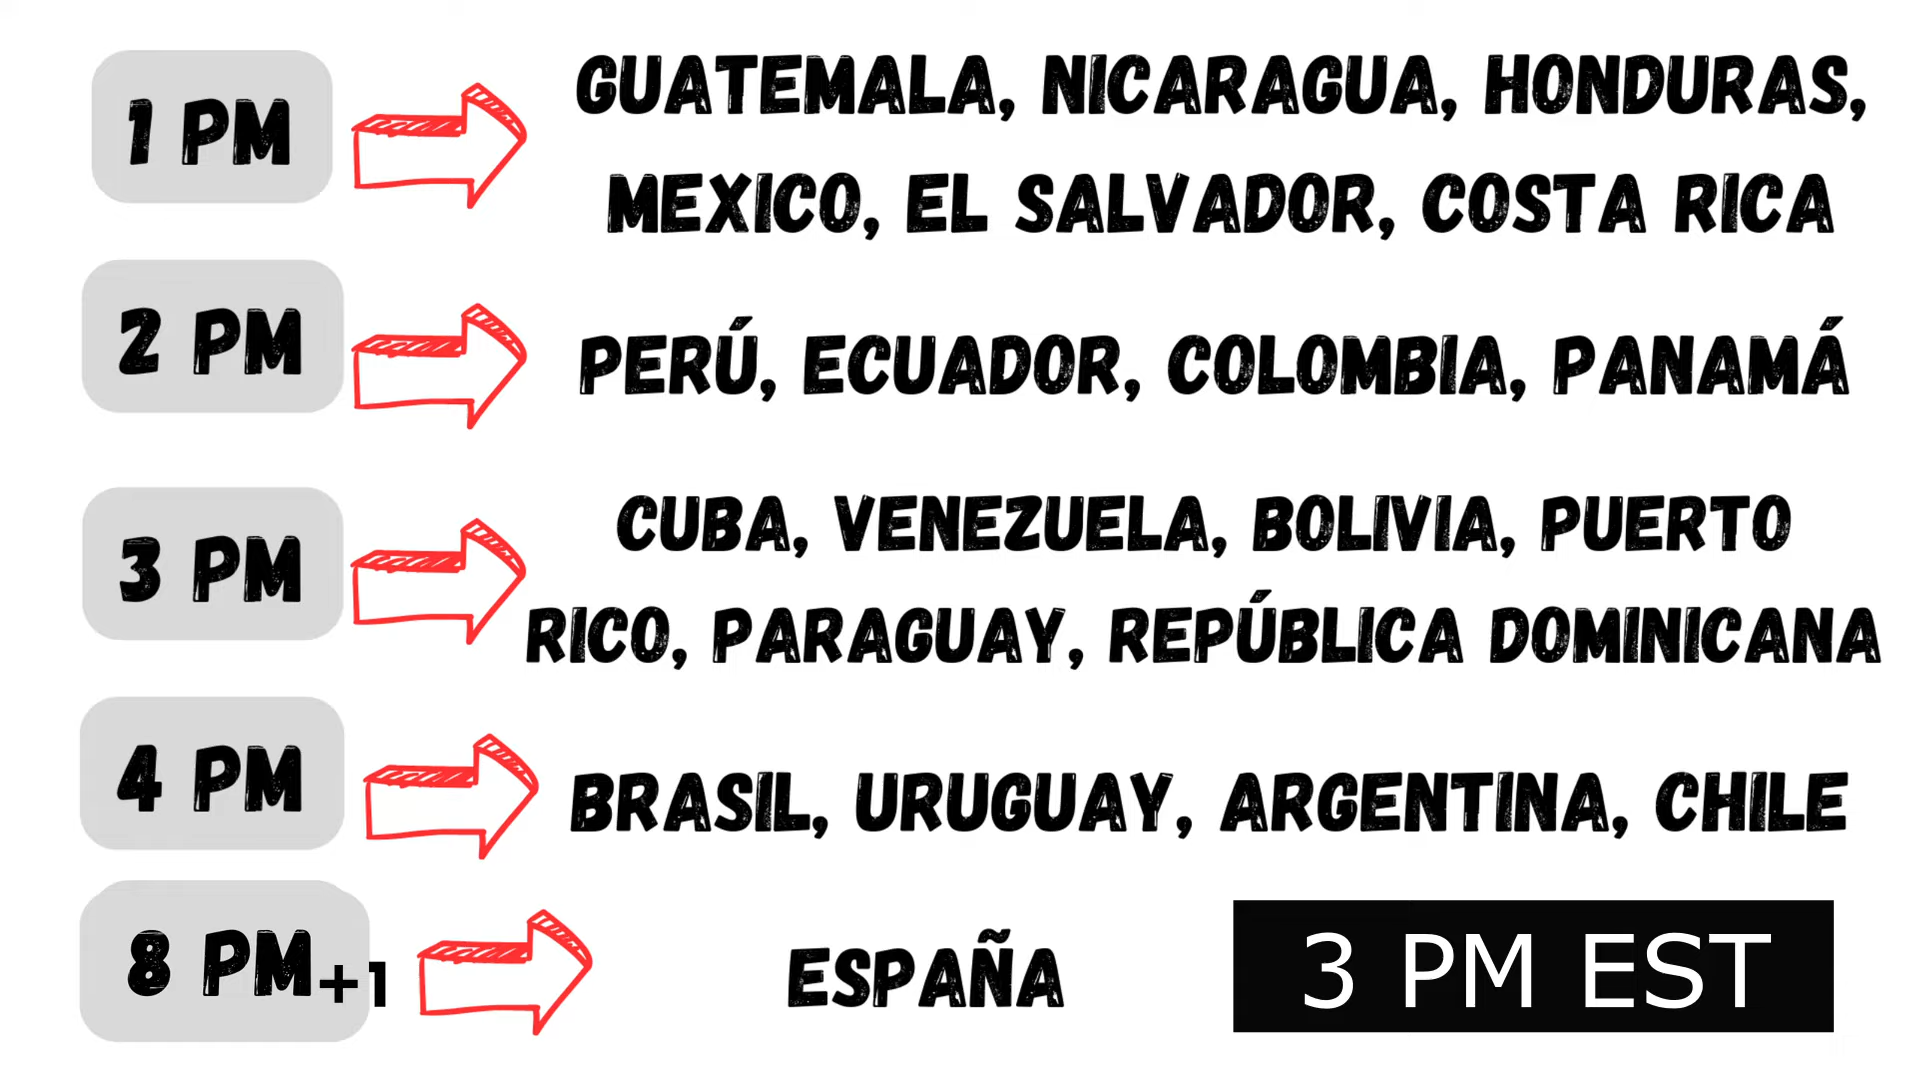 1 PM
GUATEMALA, NICARAGUA, HONDURAS,
MEXICO, EL SALVADOR, COSTA RICA
2 PM
PERÚ, ECUADOR, COLOMBIA, PANAMÁ
3 PM
CUBA, VENEZUELA, BOLIVIA, PUERTO
RICO, PARAGUAY, REPÚBLICA DOMINICANA
4 PM
BRASIL, URUGUAY, ARGENTINA, CHILE
8 PM+1
ESPAÑA
3 PM EST